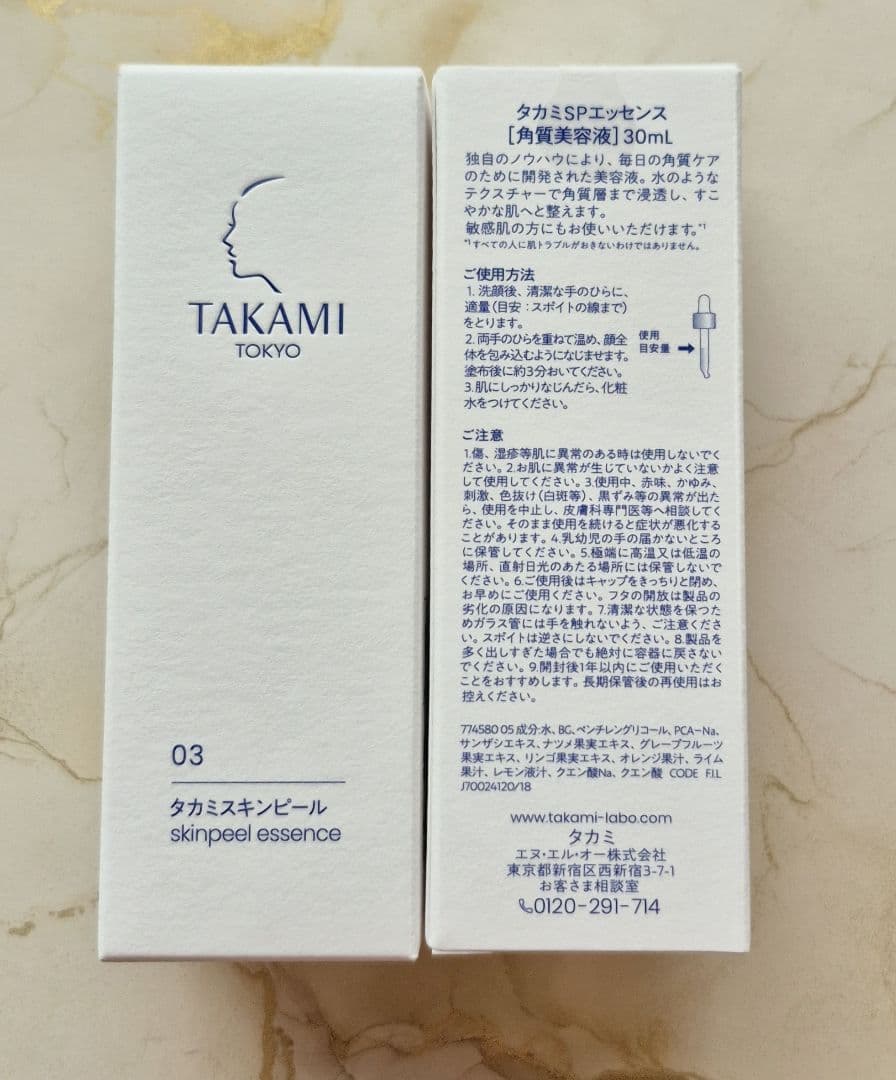 TAKAMI
TOKYO
03
タカミスキンピール
skinpeel essence
タカミSPエッセンス
[角質美容液] 30mL
独自のノウハウにより、毎日の角質ケア
のために開発された美容液。水のような
テクスチャーで角質層まで浸透し、すこ
やかな肌へと整えます。
敏感肌の方にもお使いいただけます。*1
*1すべての人に肌トラブルがおきないわけではありません。
ご使用方法
1. 洗顔後、清潔な手のひらに、
適量(目安:スポイトの線まで)
をとります。
2. 両手のひらを重ねて温め、顔全
体を包み込むようになじませます。
塗布後に約3分おいてください。
3. 肌にしっかりなじんだら、化粧
水をつけてください。
使用
目安量
ご注意
1.傷、湿疹等肌に異常のある時は使用しないでく
ださい。2.お肌に異常が生じていないかよく注意
して使用してください。3.使用中、赤味、かゆみ、
刺激、色抜け(白斑等)、黒ずみ等の異常が出た
ら、使用を中止し、皮膚科専門医等へ相談してく
ださい。そのまま使用を続けると症状が悪化する
ことがあります。4.乳幼児の手の届かないところ
に保管してください。5.極端に高温又は低温の
場所、直射日光のあたる場所には保管しないで
ください。6.ご使用後はキャップをきっちりと閉め、
お早めにご使用ください。フタの開放は製品の
劣化の原因になります。7.清潔な状態を保つた
めガラス管には手を触れないよう、ご注意くださ
い。スポイトは逆さにしないでください。8.製品を
多く出しすぎた場合でも絶対に容器に戻さない
でください。9.開封後1年以内にご使用いただく
ことをおすすめします。長期保管後の再使用はお
控えください。
774580 05 成分:水、BG、ペンチレングリコール、PCA-Na、
サンザシエキス、ナツメ果実エキス、グレープフルーツ
果実エキス、リンゴ果実エキス、オレンジ果汁、ライム
果汁、レモン液汁、クエン酸Na、クエン酸 CODE F.I.L
J70024120/18
www.takami-labo.com
タカミ
エヌ・エル・オー株式会社
東京都新宿区西新宿3-7-1
お客さま相談室
0120-291-714